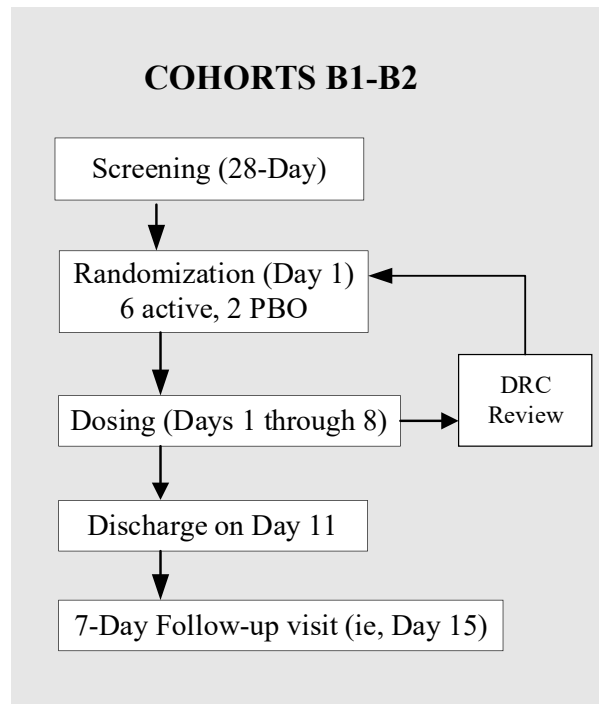 COHORTS B1-B2
Screening (28-Day)
Randomization (Day 1)
6 active, 2 PBO
DRC
Review
Dosing (Days 1 through 8)
Discharge on Day 11
7-Day Follow-up visit (ie, Day 15)